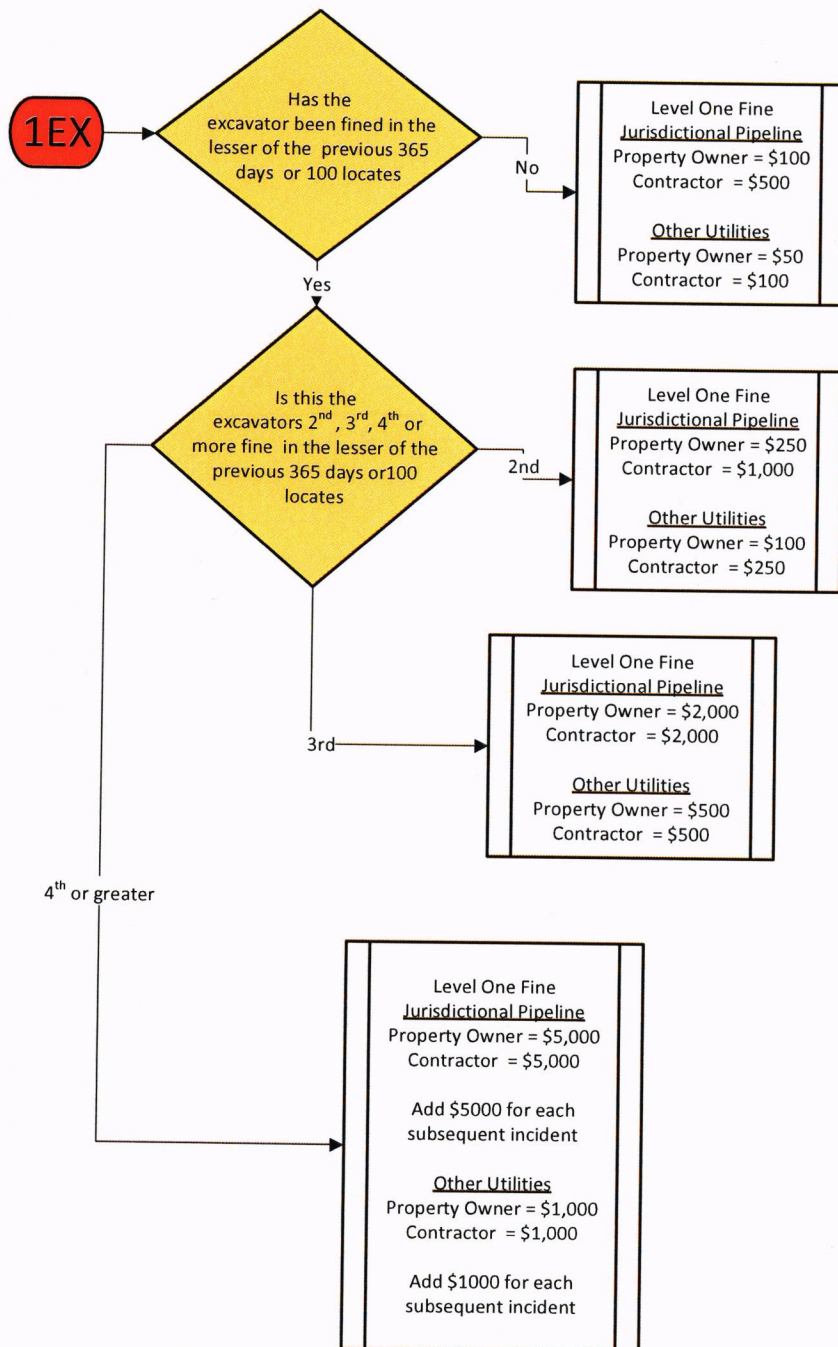 1EX
Has the
excavator been fined in the
lesser of the  previous 365
days  or 100 locates
No
Level One Fine
Jurisdictional Pipeline
Property Owner = $100
Contractor  = $500
Other Utilities
Property Owner = $50
Contractor  = $100
Yes
Is this the
excavators 2nd, 3rd, 4th or
more fine  in the lesser of the
previous 365 days or100
locates
2nd
Level One Fine
Jurisdictional Pipeline
Property Owner = $250
Contractor  = $1,000
Other Utilities
Property Owner = $100
Contractor  = $250
3rd
Level One Fine
Jurisdictional Pipeline
Property Owner = $2,000
Contractor  = $2,000
Other Utilities
Property Owner = $500
Contractor  = $500
4th or greater
Level One Fine
Jurisdictional Pipeline
Property Owner = $5,000
Contractor  = $5,000
Add $5000 for each
subsequent incident
Other Utilities
Property Owner = $1,000
Contractor  = $1,000
Add $1000 for each
subsequent incident